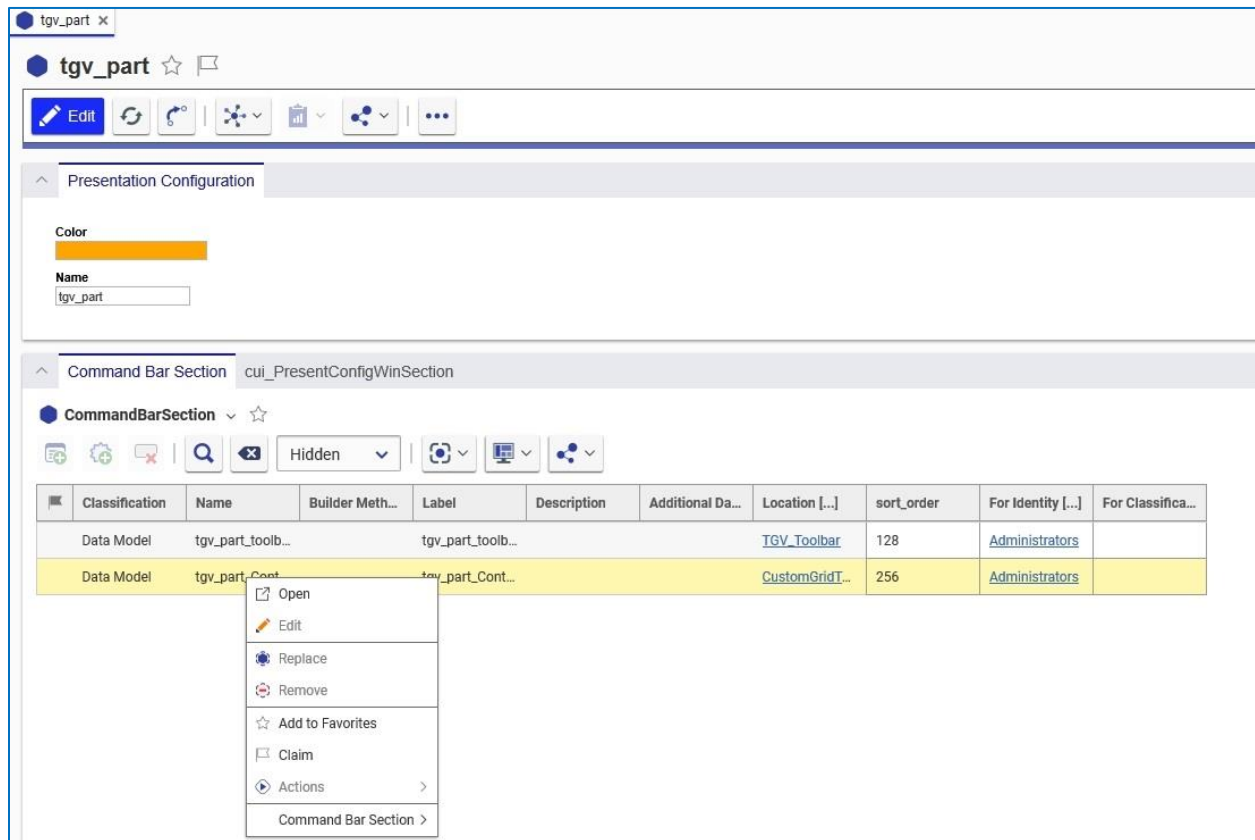 tgv_part ×
tgv_part
Edit
Presentation Configuration
Color
Name
tgv_part
Command Bar Section cui_PresentConfigWinSection
CommandBarSection
Hidden
Classification Name Builder Meth... Label Description Additional Da... Location [...] sort_order For Identity [...] For Classifica...
Data Model tgv_part_toolb... tgv_part_toolb... TGV_Toolbar 128 Administrators
Data Model tgv_part_Cont tgv_part_Cont... CustomGridT... 256 Administrators
Open
Edit
Replace
Remove
Add to Favorites
Claim
Actions >
Command Bar Section >